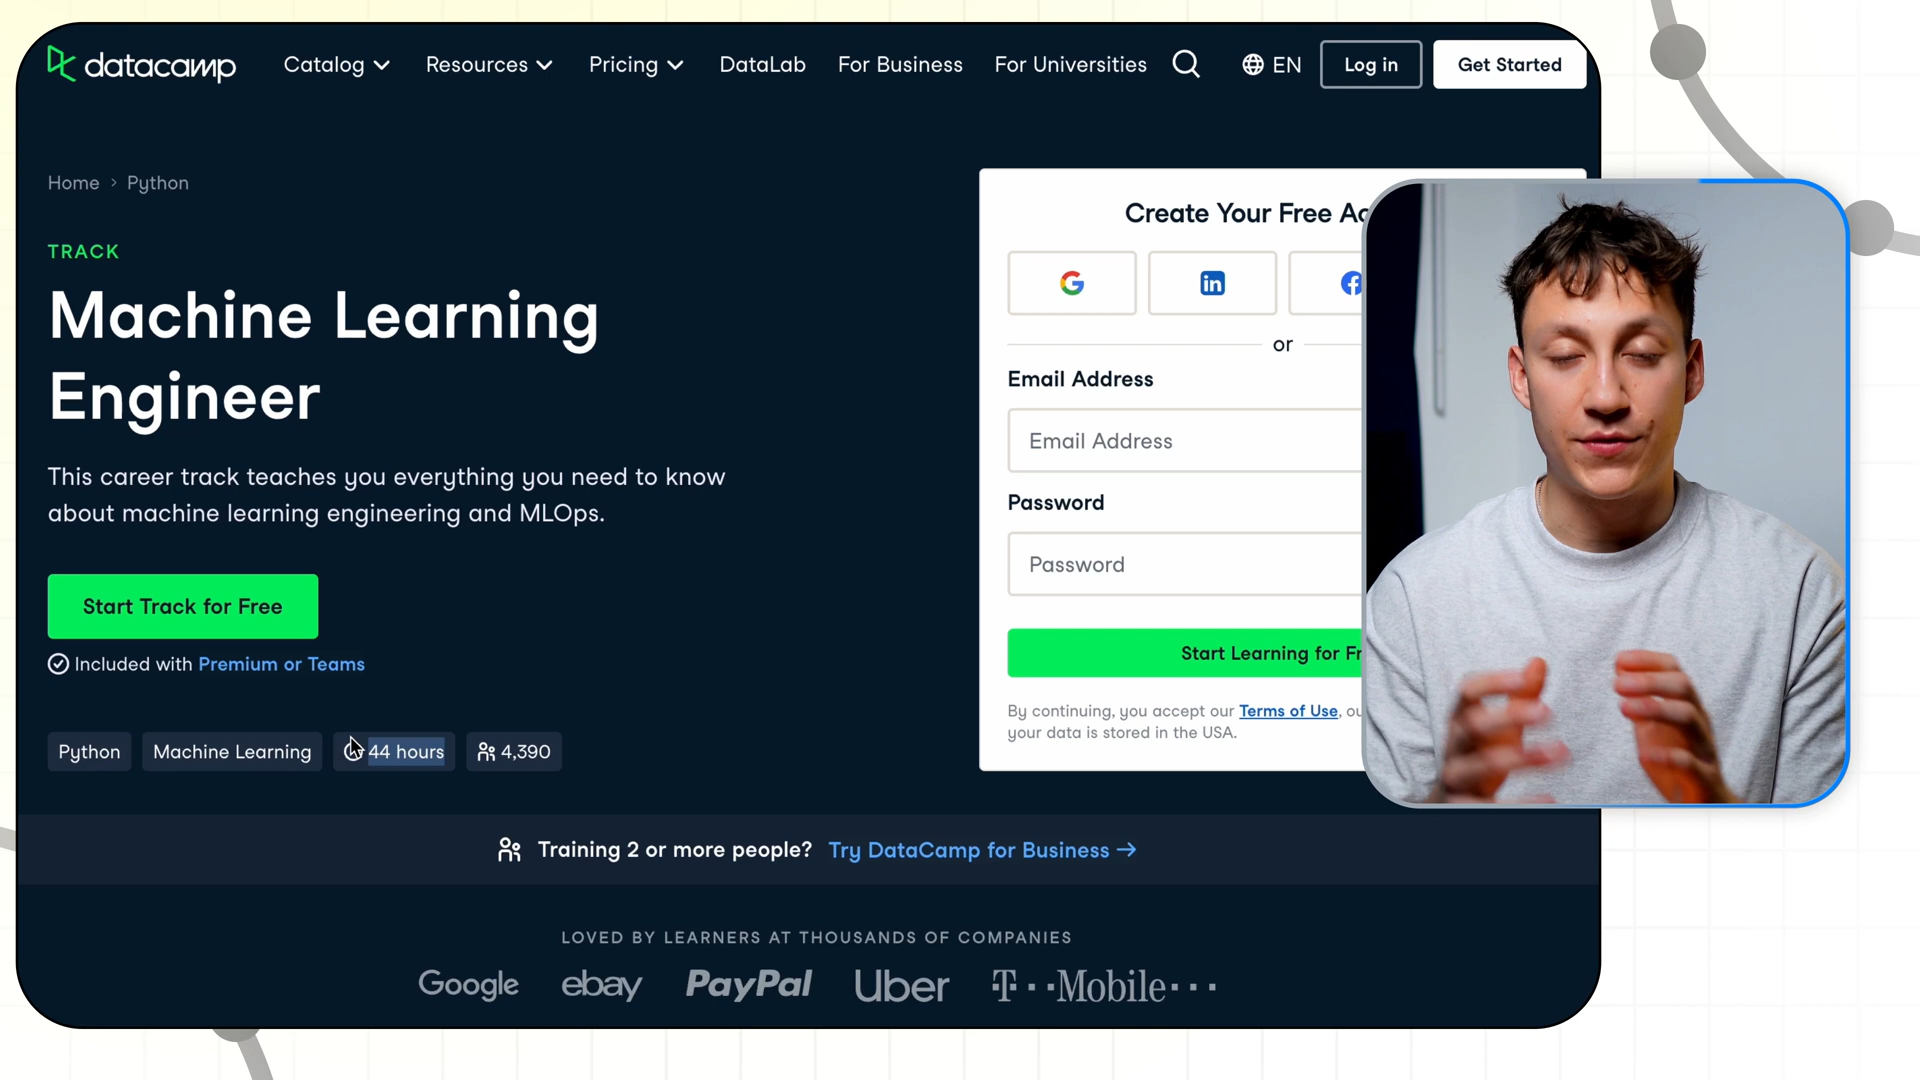 datacamp
Catalog
Resources
Pricing
DataLab
For Business
For Universities
EN
Log in
Get Started
Home > Python
TRACK
Machine Learning
Engineer
This career track teaches you everything you need to know
about machine learning engineering and MLOps.
Start Track for Free
Included with Premium or Teams
Python
Machine Learning
44 hours
4,390
Create Your Free Ac
G
in
f
or
Email Address
Email Address
Password
Password
Start Learning for Fr
By continuing, you accept our Terms of Use, ou
your data is stored in the USA.
Training 2 or more people? Try DataCamp for Business →
LOVED BY LEARNERS AT THOUSANDS OF COMPANIES
Google
ebay
PayPal
Uber
T··Mobile···